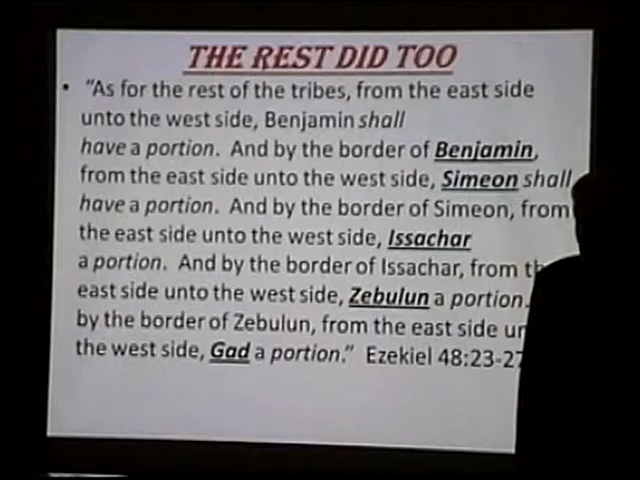 THE REST DID TOO
• "As for the rest of the tribes, from the east side
unto the west side, Benjamin shall
have a portion. And by the border of Benjamin,
from the east side unto the west side, Simeon shall
have a portion. And by the border of Simeon, from
the east side unto the west side, Issachar
a portion. And by the border of Issachar, from
east side unto the west side, Zebulun a portion.
by the border of Zebulun, from the east side
the west side, Gad a portion." Ezekiel 48:23-27